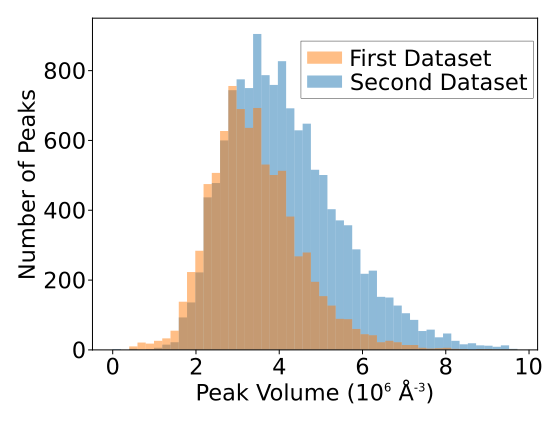 First Dataset
Second Dataset
Number of Peaks
800
600
400
200
0
0 2 4 6 8 10
Peak Volume (10⁶ Å⁻³)